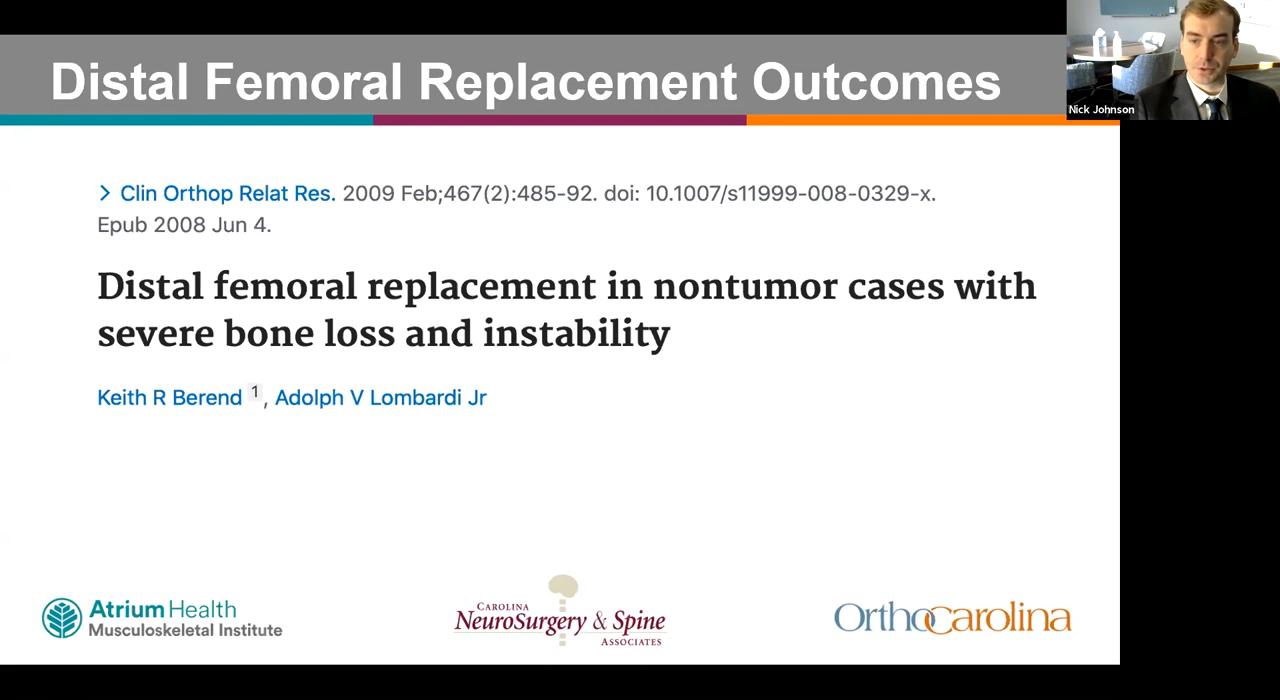 Distal Femoral Replacement Outcomes
Nick Johnson
> Clin Orthop Relat Res. 2009 Feb;467(2):485-92. doi: 10.1007/s11999-008-0329-x.
Epub 2008 Jun 4.
Distal femoral replacement in nontumor cases with
severe bone loss and instability
Keith R Berend 1, Adolph V Lombardi Jr
Atrium Health
Musculoskeletal Institute
CAROLINA
NEUROSURGERY & SPINE
ASSOCIATES
OrthoCarolina